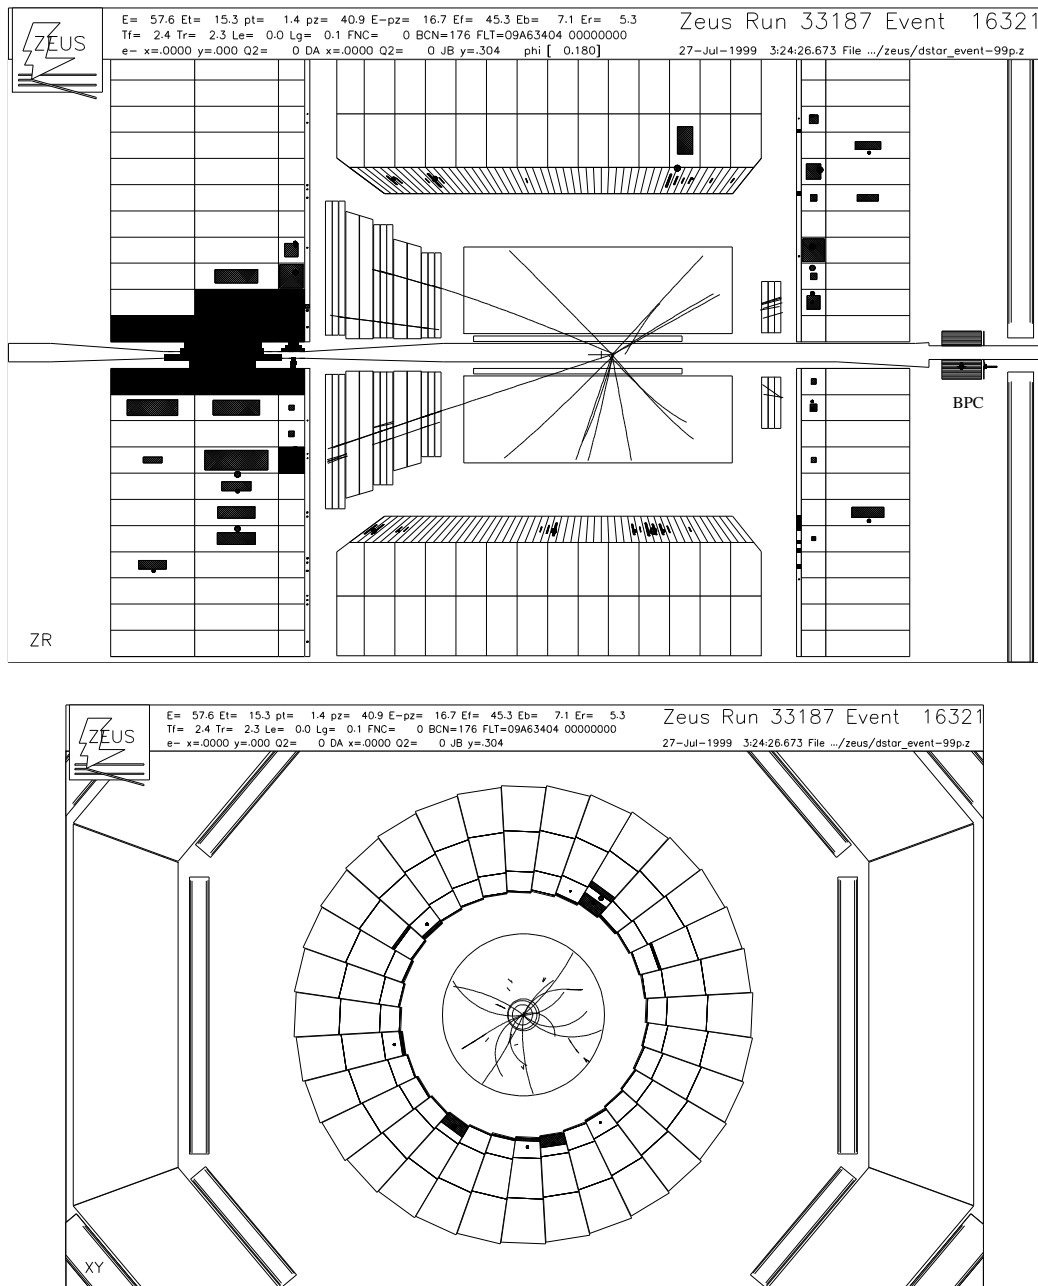 ZEUS
E= 57.6 Et= 15.3 pt= 1.4 pz= 40.9 E-pz= 16.7 Ef= 45.3 Eb= 7.1 Er= 5.3
Tf= 2.4 Tr= 2.3 Le= 0.0 Lg= 0.1 FNC= 0 BCN=176 FLT=09A63404 00000000
e- x=.0000 y=.000 Q2= 0 DA x=.0000 Q2= 0 JB y=.304 phi [ 0.180]
Zeus Run 33187 Event 16321
27-Jul-1999 3:24:26.673 File .../zeus/dstar_event-99p.z
BPC
ZR
ZEUS
E= 57.6 Et= 15.3 pt= 1.4 pz= 40.9 E-pz= 16.7 Ef= 45.3 Eb= 7.1 Er= 5.3
Tf= 2.4 Tr= 2.3 Le= 0.0 Lg= 0.1 FNC= 0 BCN=176 FLT=09A63404 00000000
e- x=.0000 y=.000 Q2= 0 DA x=.0000 Q2= 0 JB y=.304
Zeus Run 33187 Event 16321
27-Jul-1999 3:24:26.673 File .../zeus/dstar_event-99p.z
XY